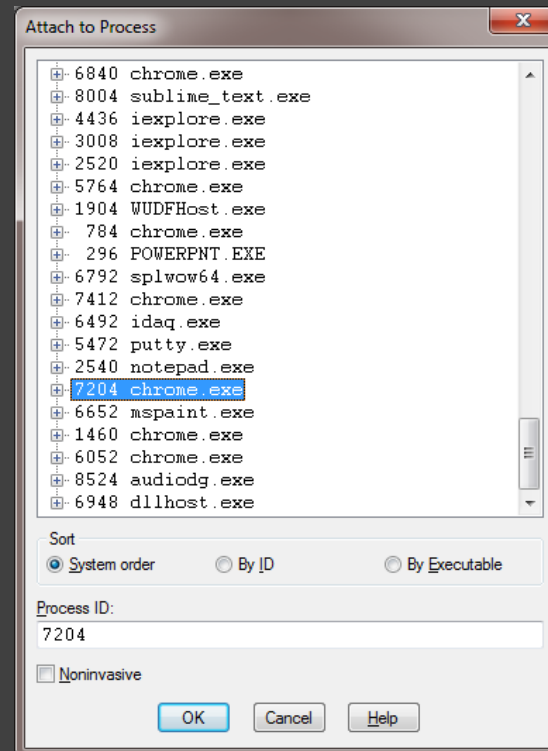 Attach to Process
6840 chrome.exe
8004 sublime_text.exe
4436 iexplore.exe
3008 iexplore.exe
2520 iexplore.exe
5764 chrome.exe
1904 WUDFHost.exe
784 chrome.exe
296 POWERPNT.EXE
6792 splwow64.exe
7412 chrome.exe
6492 idaq.exe
5472 putty.exe
2540 notepad.exe
7204 chrome.exe
6652 mspaint.exe
1460 chrome.exe
6052 chrome.exe
8524 audiodg.exe
6948 dllhost.exe
Sort
System order By ID By Executable
Process ID:
7204
Noninvasive
OK Cancel Help